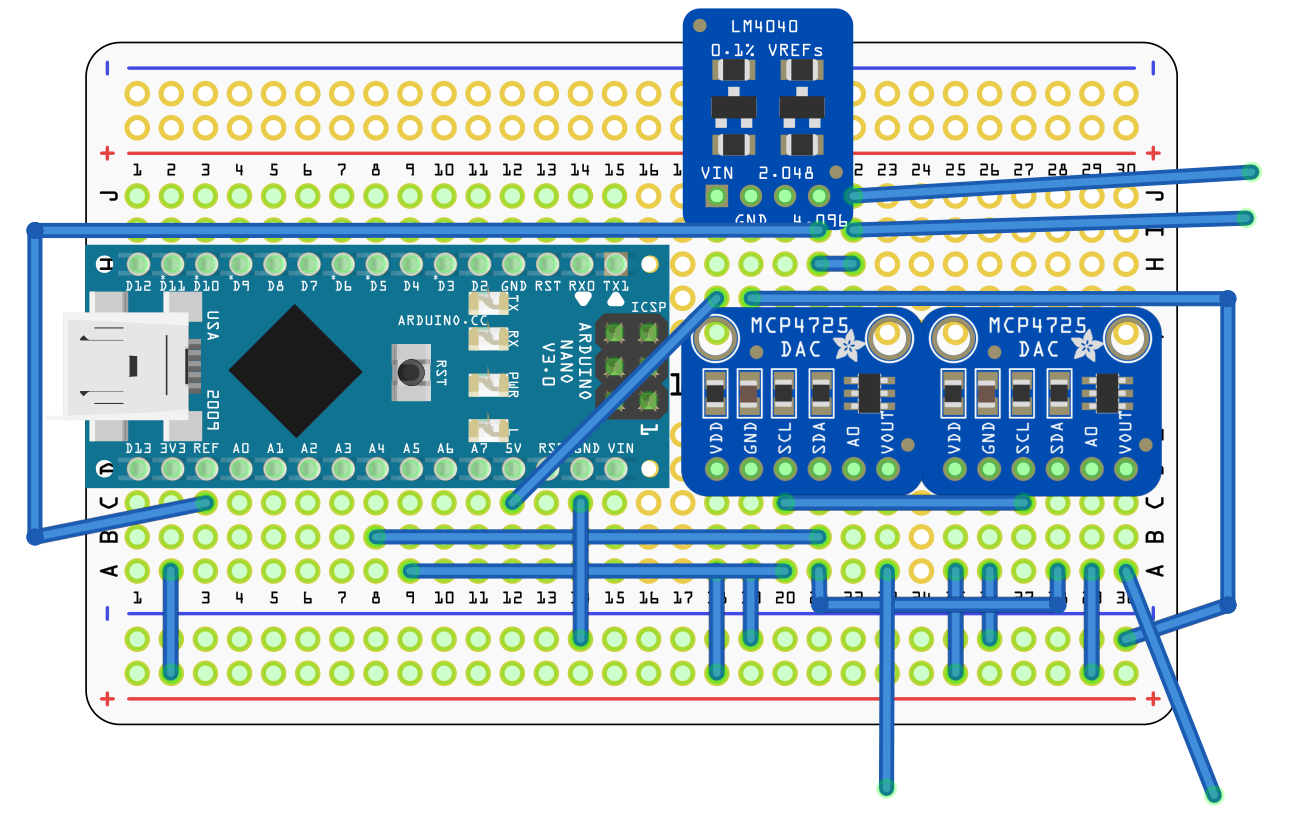 LM4040
0.1% VREFs
1 2 3 4 5 6 7 8 9 10 11 12 13 14 15 16 23 24 25 26 27 28 29 30
VIN 2.048
GND 4.096
J J
I
H H
D12 D11 D10 D9 D8 D7 D6 D5 D4 D3 D2 GND RST RX0 TX1
* * * * * *
TX
ICSP
ARDUINO.CC
USA
RX
ARDUINO
NANO
V3.0
RST
PWR
2005
L
1
1
D13 3V3 REF A0 A1 A2 A3 A4 A5 A6 A7 5V RST GND VIN
MCP4725
DAC
VDD GND SCL SDA A0 VOUT
MCP4725
DAC
VDD GND SCL SDA A0 VOUT
C C
B B
A A
1 3 4 5 6 7 8 9 10 11 12 13 15 16 17 20 22 24 27
- -
+ +